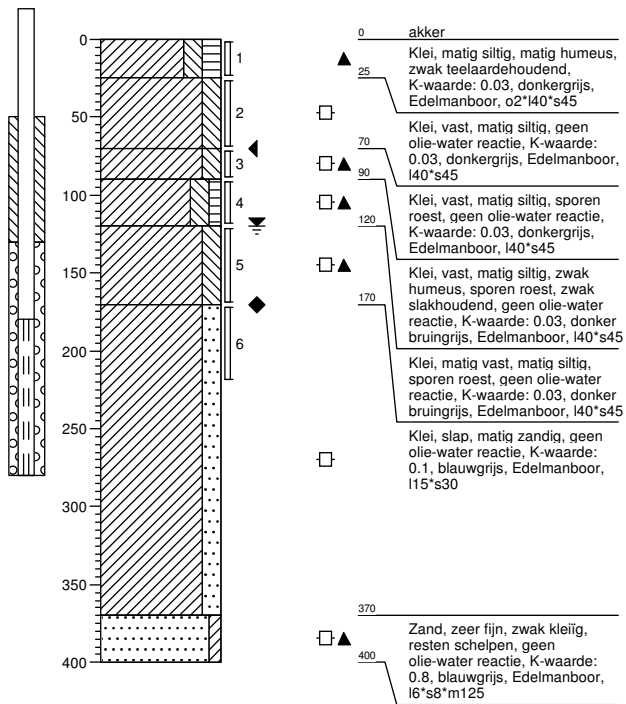 0
50
100
150
200
250
300
350
400
1
2
3
4
5
6
0
akker
Klei, matig siltig, matig humeus,
zwak teelaardehoudend,
K-waarde: 0.03, donkergrijs,
Edelmanboor, o2*l40*s45
25
Klei, vast, matig siltig, geen
olie-water reactie, K-waarde:
0.03, donkergrijs, Edelmanboor,
l40*s45
70
Klei, vast, matig siltig, sporen
roest, geen olie-water reactie,
K-waarde: 0.03, donkergrijs,
Edelmanboor, l40*s45
90
Klei, vast, matig siltig, zwak
humeus, sporen roest, zwak
slakhoudend, geen olie-water
reactie, K-waarde: 0.03, donker
bruingrijs, Edelmanboor, l40*s45
120
Klei, matig vast, matig siltig,
sporen roest, geen olie-water
reactie, K-waarde: 0.03, donker
bruingrijs, Edelmanboor, l40*s45
170
Klei, slap, matig zandig, geen
olie-water reactie, K-waarde:
0.1, blauwgrijs, Edelmanboor,
l15*s30
370
Zand, zeer fijn, zwak kleiïg,
resten schelpen, geen
olie-water reactie, K-waarde:
0.8, blauwgrijs, Edelmanboor,
l6*s8*m125
400